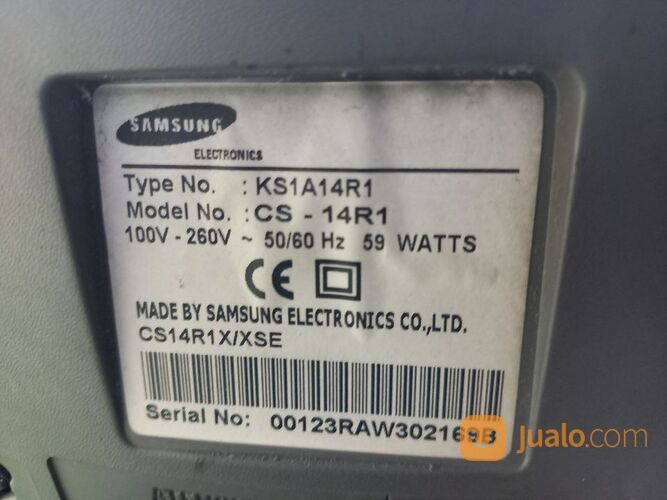 SAMSUNG
ELECTRONICS
Type No. : KS1A14R1
Model No. : CS - 14R1
100V - 260V ~ 50/60 Hz 59 WATTS
CE
MADE BY SAMSUNG ELECTRONICS CO.,LTD.
CS14R1X/XSE
Serial No: 00123RAW302169B
jualo.com